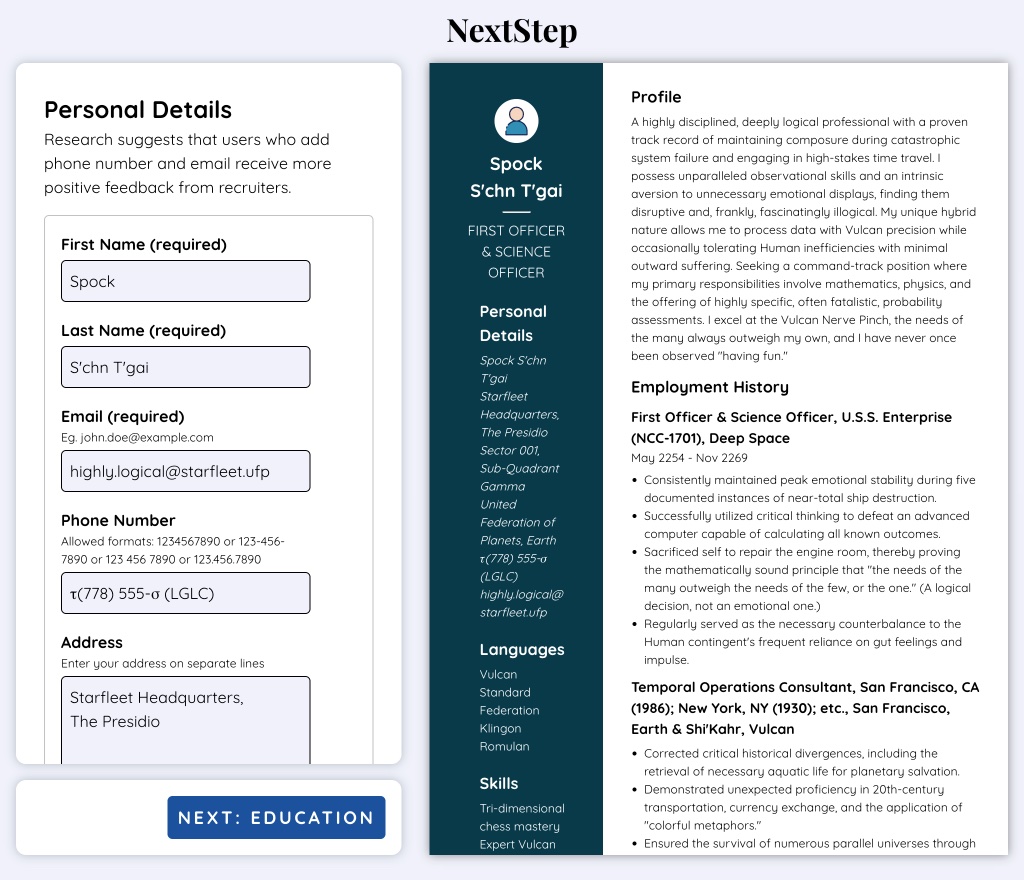 NextStep
Personal Details
Research suggests that users who add
phone number and email receive more
positive feedback from recruiters.
First Name (required)
Spock
Last Name (required)
S'chn T'gai
Email (required)
Eg. john.doe@example.com
highly.logical@starfleet.ufp
Phone Number
Allowed formats: 1234567890 or 123-456-
7890 or 123 456 7890 or 123.456.7890
τ(778) 555-σ (LGLC)
Address
Enter your address on separate lines
Starfleet Headquarters,
The Presidio
NEXT: EDUCATION
Spock
S'chn T'gai
FIRST OFFICER
& SCIENCE
OFFICER
Personal
Details
Spock S'chn
T'gai
Starfleet
Headquarters,
The Presidio
Sector 001,
Sub-Quadrant
Gamma
United
Federation of
Planets, Earth
τ(778) 555-σ
(LGLC)
highly.logical@
starfleet.ufp
Languages
Vulcan
Standard
Federation
Klingon
Romulan
Skills
Tri-dimensional
chess mastery
Expert Vulcan
Profile
A highly disciplined, deeply logical professional with a proven
track record of maintaining composure during catastrophic
system failure and engaging in high-stakes time travel. I
possess unparalleled observational skills and an intrinsic
aversion to unnecessary emotional displays, finding them
disruptive and, frankly, fascinatingly illogical. My unique hybrid
nature allows me to process data with Vulcan precision while
occasionally tolerating Human inefficiencies with minimal
outward suffering. Seeking a command-track position where
my primary responsibilities involve mathematics, physics, and
the offering of highly specific, often fatalistic, probability
assessments. I excel at the Vulcan Nerve Pinch, the needs of
the many always outweigh my own, and I have never once
been observed "having fun."
Employment History
First Officer & Science Officer, U.S.S. Enterprise
(NCC-1701), Deep Space
May 2254 - Nov 2269
• Consistently maintained peak emotional stability during five
documented instances of near-total ship destruction.
• Successfully utilized critical thinking to defeat an advanced
computer capable of calculating all known outcomes.
• Sacrificed self to repair the engine room, thereby proving
the mathematically sound principle that "the needs of the
many outweigh the needs of the few, or the one." (A logical
decision, not an emotional one.)
• Regularly served as the necessary counterbalance to the
Human contingent's frequent reliance on gut feelings and
impulse.
Temporal Operations Consultant, San Francisco, CA
(1986); New York, NY (1930); etc., San Francisco,
Earth & Shi'Kahr, Vulcan
• Corrected critical historical divergences, including the
retrieval of necessary aquatic life for planetary salvation.
• Demonstrated unexpected proficiency in 20th-century
transportation, currency exchange, and the application of
"colorful metaphors."
• Ensured the survival of numerous parallel universes through